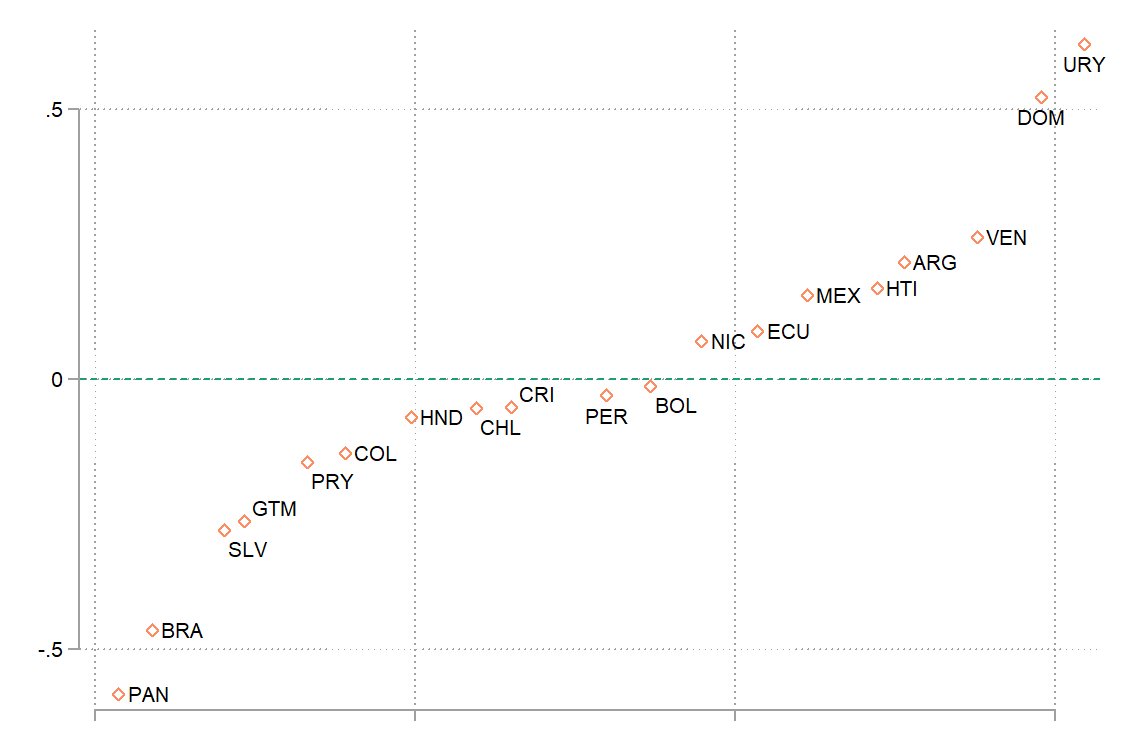 URY
.5
DOM
VEN
ARG
HTI
MEX
ECU
NIC
0
CRI
BOL
PER
HND
CHL
COL
PRY
GTM
SLV
BRA
-.5
PAN